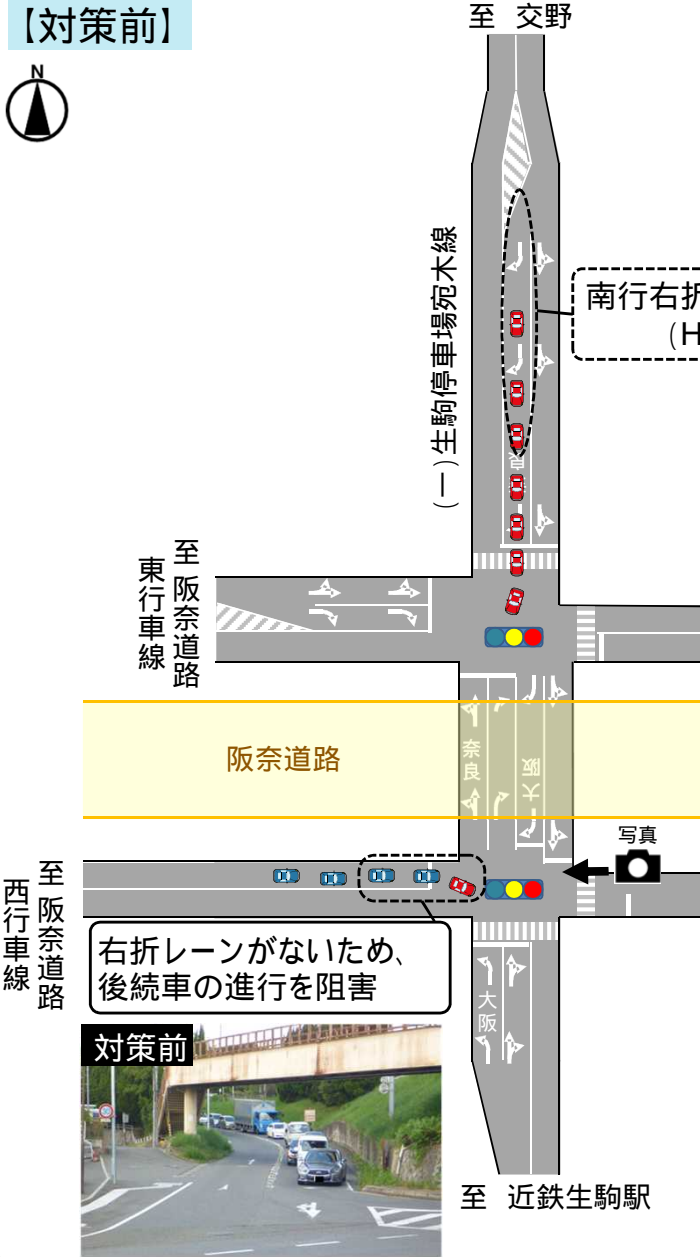 【対策前】
N
至 交野
(一)生駒停車場宛木線
南行右折
(H
至 阪奈道路
東行車線
奈良
大阪
阪奈道路
写真
至 阪奈道路
西行車線
右折レーンがないため、
後続車の進行を阻害
大阪
対策前
至 近鉄生駒駅